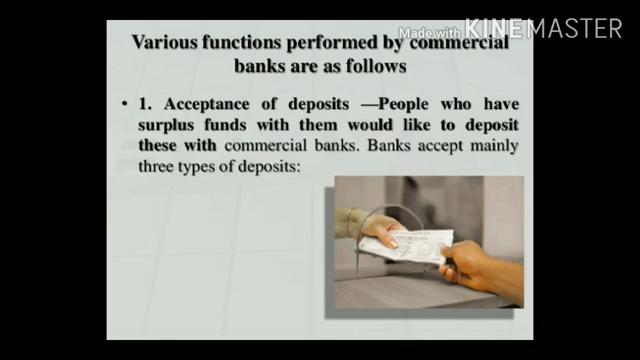 Made with KINEMASTER
Various functions performed by commercial
banks are as follows
• 1. Acceptance of deposits —People who have
surplus funds with them would like to deposit
these with commercial banks. Banks accept mainly
three types of deposits: